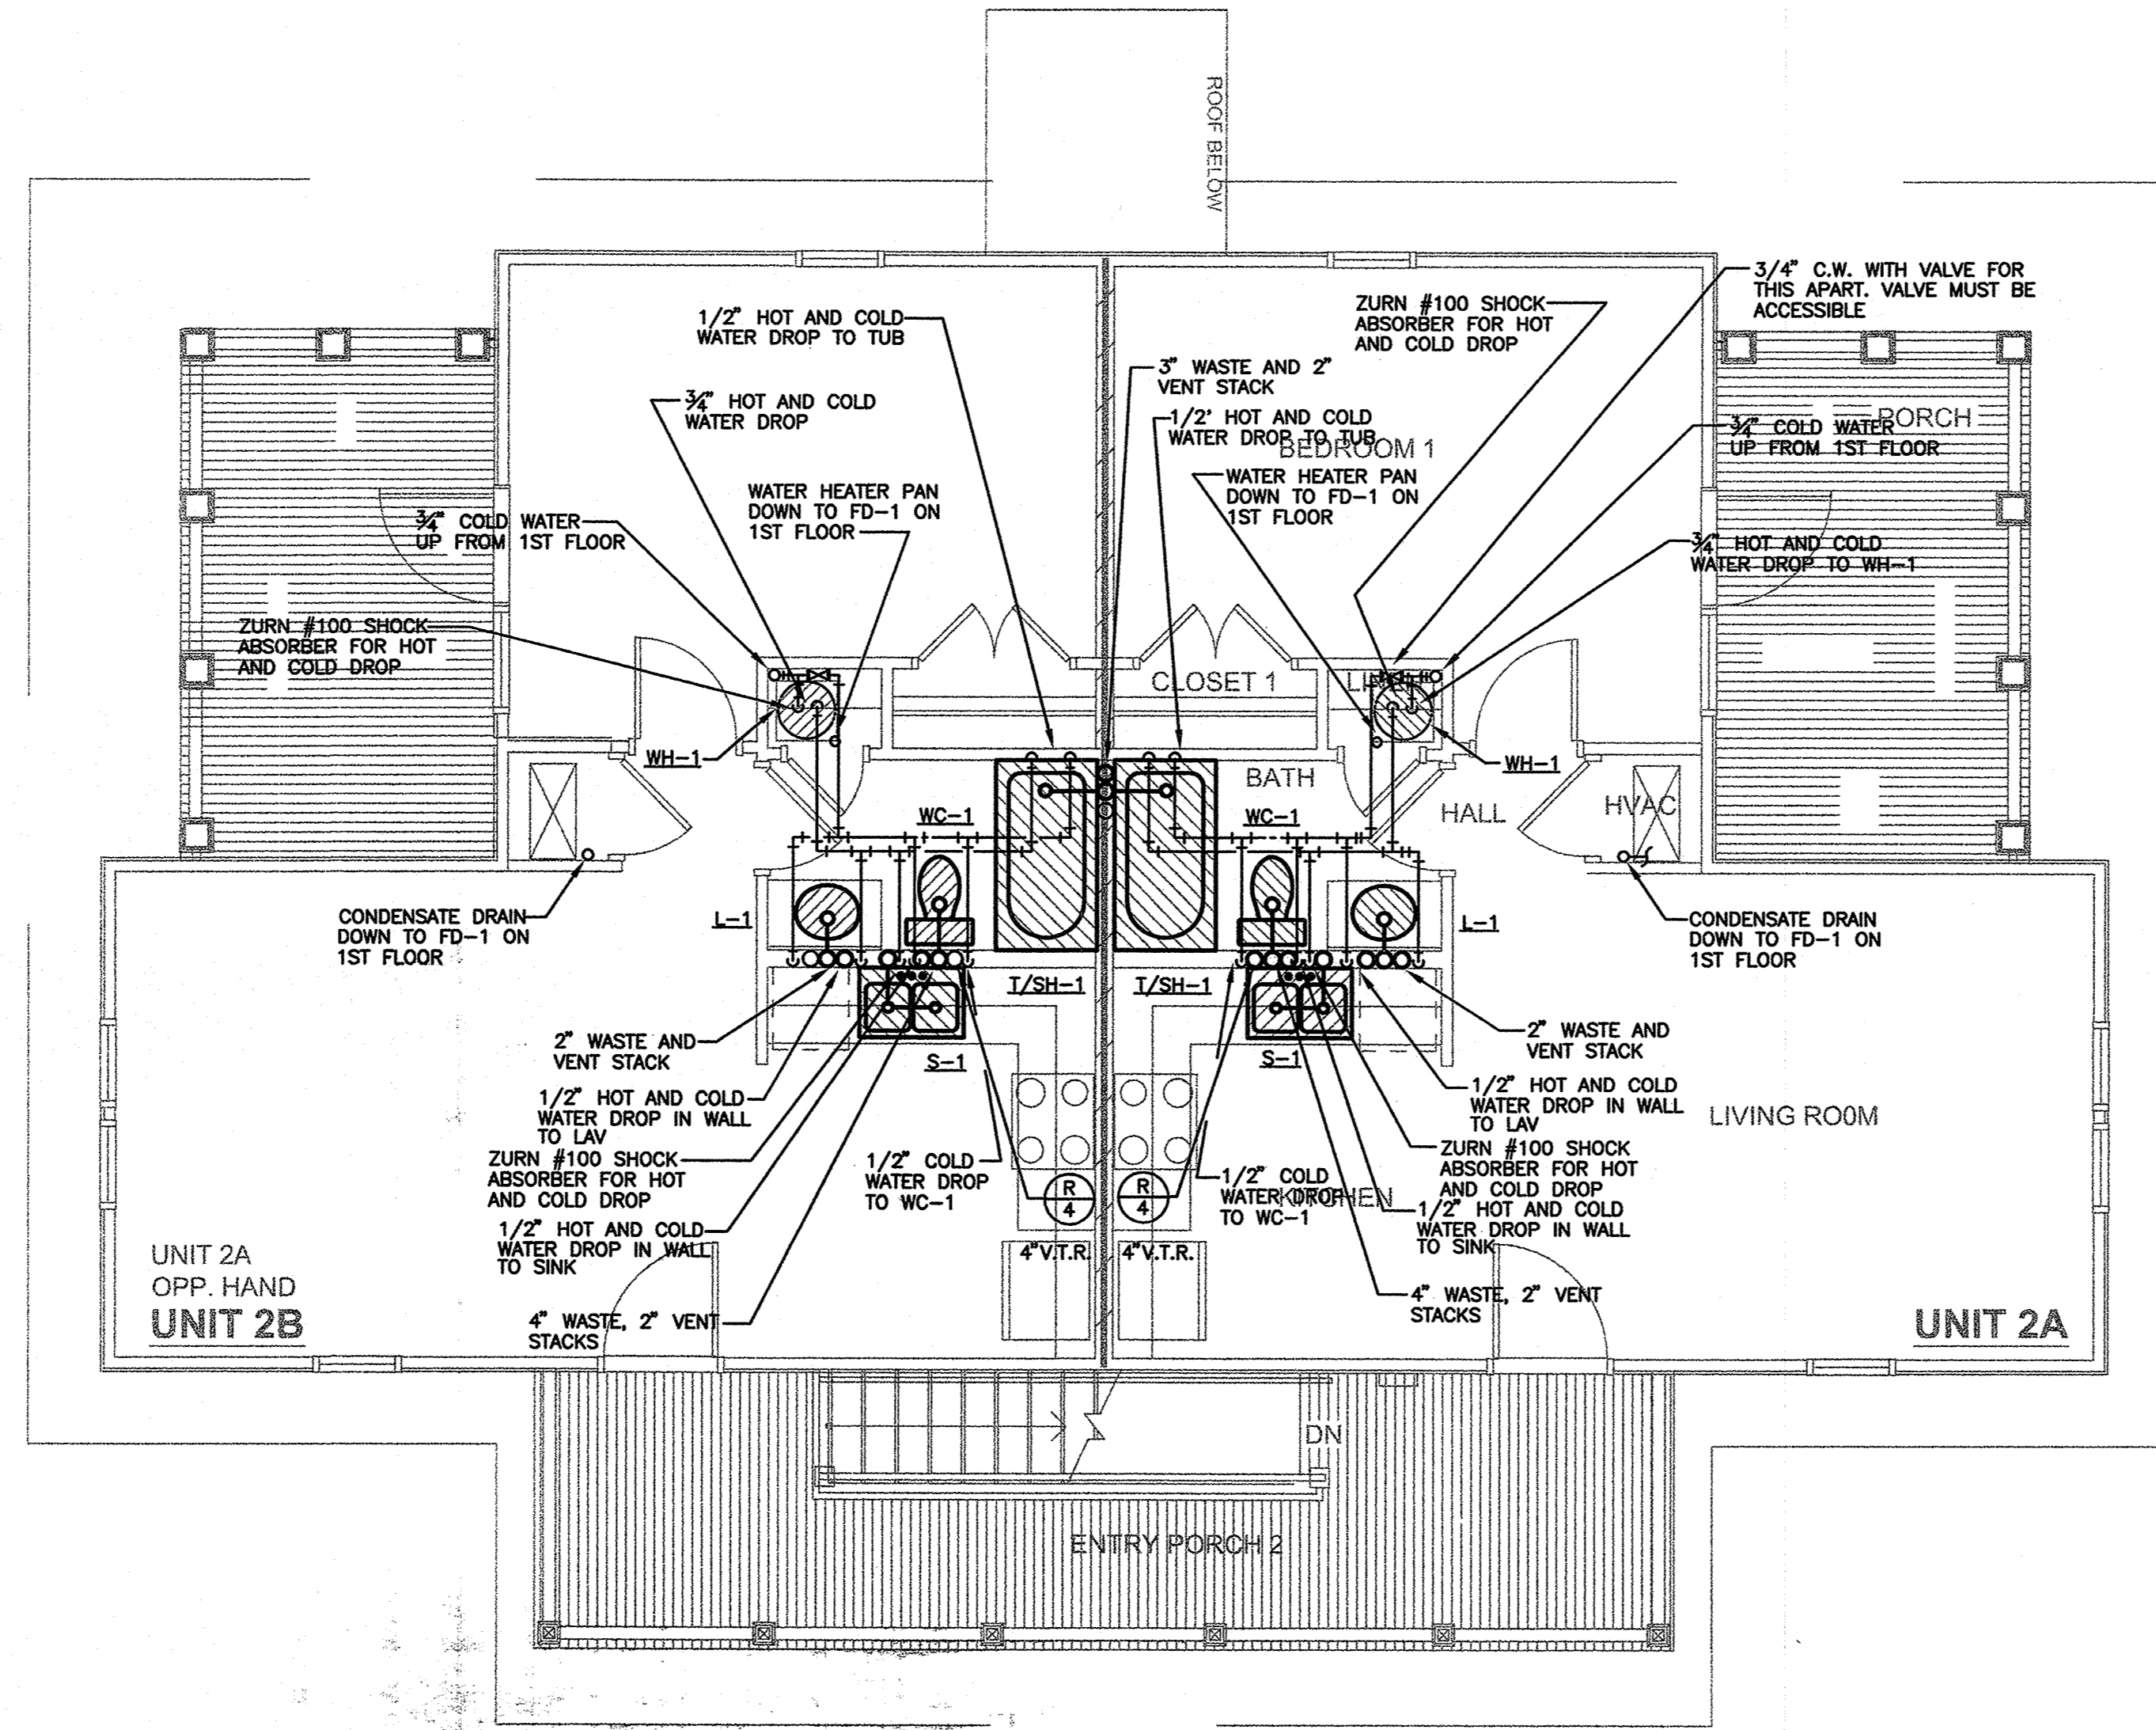 ROOF BELOW
3/4" C.W. WITH VALVE FOR
THIS APART. VALVE MUST BE
ACCESSIBLE
1/2" HOT AND COLD
WATER DROP TO TUB
ZURN #100 SHOCK
ABSORBER FOR HOT
AND COLD DROP
3" WASTE AND 2"
VENT STACK
3/4" HOT AND COLD
WATER DROP
1/2' HOT AND COLD
WATER DROP TO TUB
BEDROOM 1
PORCH
3/4" COLD WATER
UP FROM 1ST FLOOR
WATER HEATER PAN
DOWN TO FD-1 ON
1ST FLOOR
WATER HEATER PAN
DOWN TO FD-1 ON
1ST FLOOR
3/4" COLD WATER
UP FROM 1ST FLOOR
3/4" HOT AND COLD
WATER DROP TO WH-1
ZURN #100 SHOCK
ABSORBER FOR HOT
AND COLD DROP
CLOSET 1
WH-1
WH-1
BATH
WC-1
WC-1
HALL
HVAC
L-1
L-1
CONDENSATE DRAIN
DOWN TO FD-1 ON
1ST FLOOR
CONDENSATE DRAIN
DOWN TO FD-1 ON
1ST FLOOR
T/SH-1
T/SH-1
S-1
S-1
2" WASTE AND
VENT STACK
2" WASTE AND
VENT STACK
1/2" HOT AND COLD
WATER DROP IN WALL
TO LAV
1/2" HOT AND COLD
WATER DROP IN WALL
TO LAV
LIVING ROOM
ZURN #100 SHOCK
ABSORBER FOR HOT
AND COLD DROP
1/2" COLD
WATER DROP
TO WC-1
1/2" COLD
WATER DROP
TO WC-1
KITCHEN
ZURN #100 SHOCK
ABSORBER FOR HOT
AND COLD DROP
R
4
R
4
1/2" HOT AND COLD
WATER DROP IN WALL
TO SINK
1/2" HOT AND COLD
WATER DROP IN WALL
TO SINK
4"V.T.R.
4"V.T.R.
UNIT 2A
OPP. HAND
UNIT 2B
4" WASTE, 2" VENT
STACKS
4" WASTE, 2" VENT
STACKS
UNIT 2A
DN
ENTRY PORCH 2